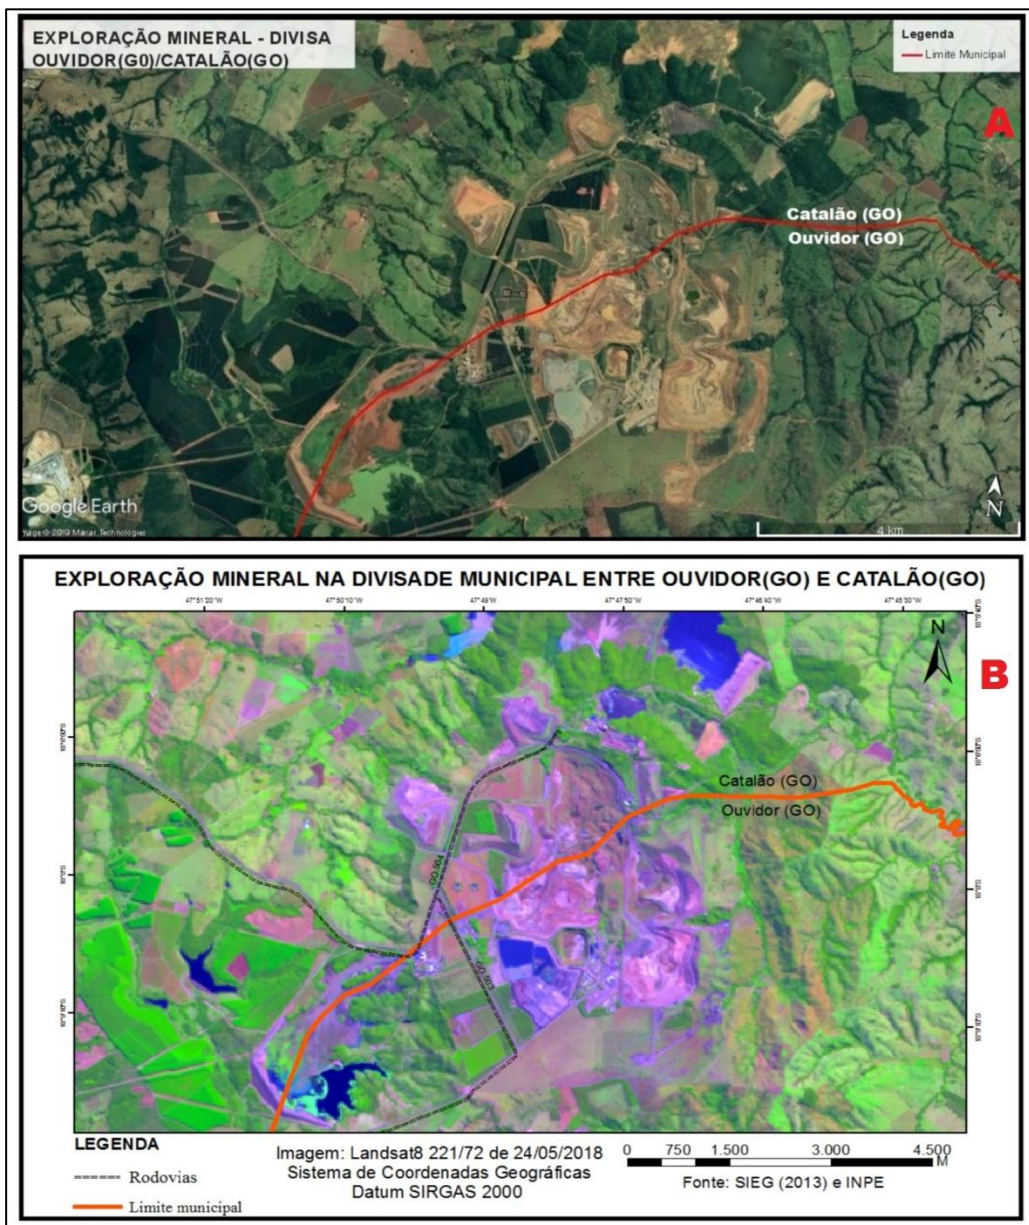 EXPLORAÇÃO MINERAL - DIVISA
OUVIDOR(G0)/CATALÃO(GO)
Legenda
Limite Municipal
A
Catalão (GO)
Ouvidor (GO)
Google Earth
N
4 km
EXPLORAÇÃO MINERAL NA DIVISADE MUNICIPAL ENTRE OUVIDOR(GO) E CATALÃO(GO)
47°51'20"W 47°50'10"W 47°49'W 47°47'50"W 47°46'40"W 47°45'30"W
N
B
Catalão (GO)
Ouvidor (GO)
GO.504
GO.503
LEGENDA
Rodovias
Limite municipal
Imagem: Landsat8 221/72 de 24/05/2018
Sistema de Coordenadas Geográficas
Datum SIRGAS 2000
0 750 1.500 3.000 4.500
M
Fonte: SIEG (2013) e INPE